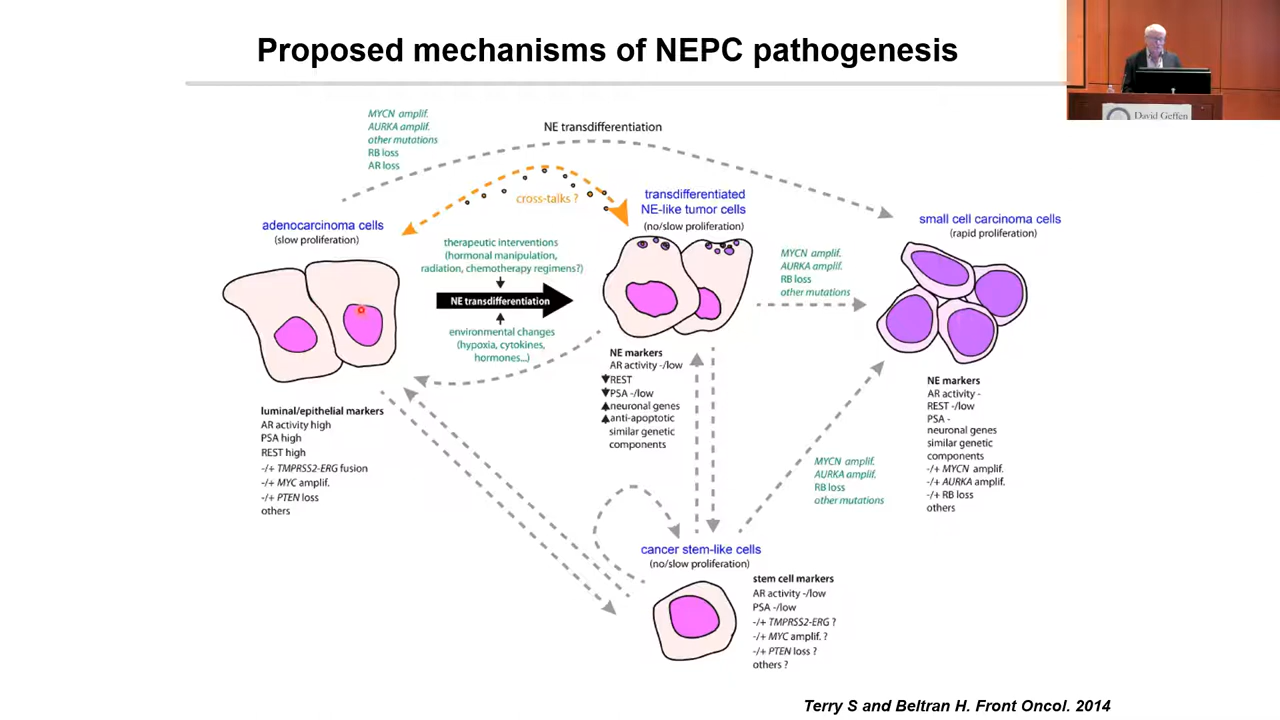 Proposed mechanisms of NEPC pathogenesis
David Geffen
MYCN amplif.
AURKA amplif.
other mutations
RB loss
AR loss
NE transdifferentiation
cross-talks ?
transdifferentiated
NE-like tumor cells
(no/slow proliferation)
adenocarcinoma cells
(slow proliferation)
small cell carcinoma cells
(rapid proliferation)
therapeutic interventions
(hormonal manipulation,
radiation, chemotherapy regimens?)
NE transdifferentiation
environmental changes
(hypoxia, cytokines,
hormones...)
MYCN amplif.
AURKA amplif.
RB loss
other mutations
NE markers
AR activity -/low
REST
PSA -/low
neuronal genes
anti-apoptotic
similar genetic
components
luminal/epithelial markers
AR activity high
PSA high
REST high
-/+ TMPRSS2-ERG fusion
-/+ MYC amplif.
-/+ PTEN loss
others
NE markers
AR activity -
REST -/low
PSA -
neuronal genes
similar genetic
components
-/+ MYCN amplif.
-/+ AURKA amplif.
-/+ RB loss
others
MYCN amplif.
AURKA amplif.
RB loss
other mutations
cancer stem-like cells
(no/slow proliferation)
stem cell markers
AR activity -/low
PSA -/low
-/+ TMPRSS2-ERG ?
-/+ MYC amplif. ?
-/+ PTEN loss ?
others ?
Terry S and Beltran H. Front Oncol. 2014